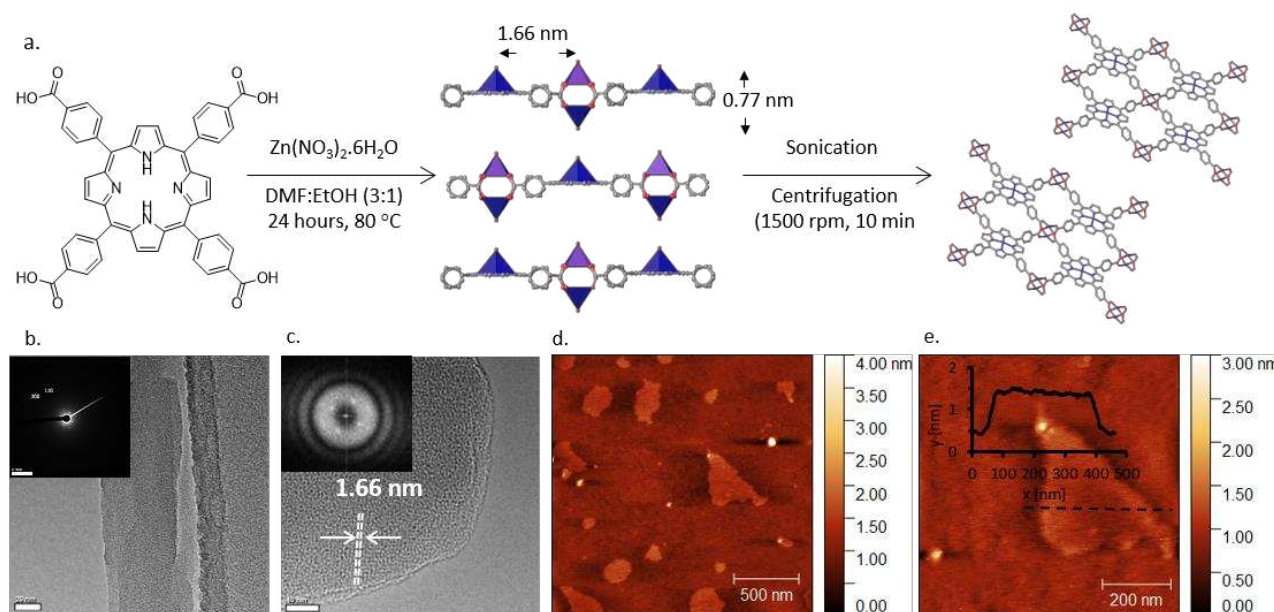 a.
1.66 nm
0.77 nm
O
OH
O
HO
N
H
N
N
H
N
HO
O
OH
O
Zn(NO3)2.6H2O
DMF:EtOH (3:1)
24 hours, 80 °C
Sonication
Centrifugation
(1500 rpm, 10 min
b.
c.
1.66 nm
d.
4.00 nm
3.50
3.00
2.50
2.00
1.50
1.00
0.00
500 nm
e.
3.00 nm
2.50
2.00
1.50
1.00
0.50
0.00
200 nm
2
1
0
y [nm]
0 100 200 300 400 500
x [nm]